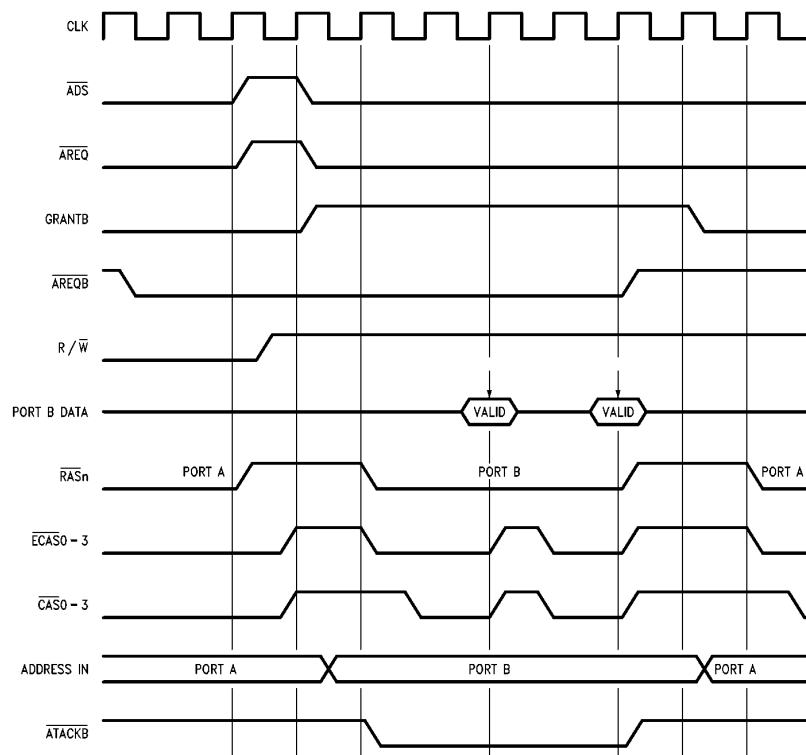 CLK
ADS
AREQ
GRANTB
AREQB
R/W
PORT B DATA VALID VALID
RASn PORT A PORT B PORT A
ECAS0-3
CAS0-3
ADDRESS IN PORT A PORT B PORT A
ATACKB